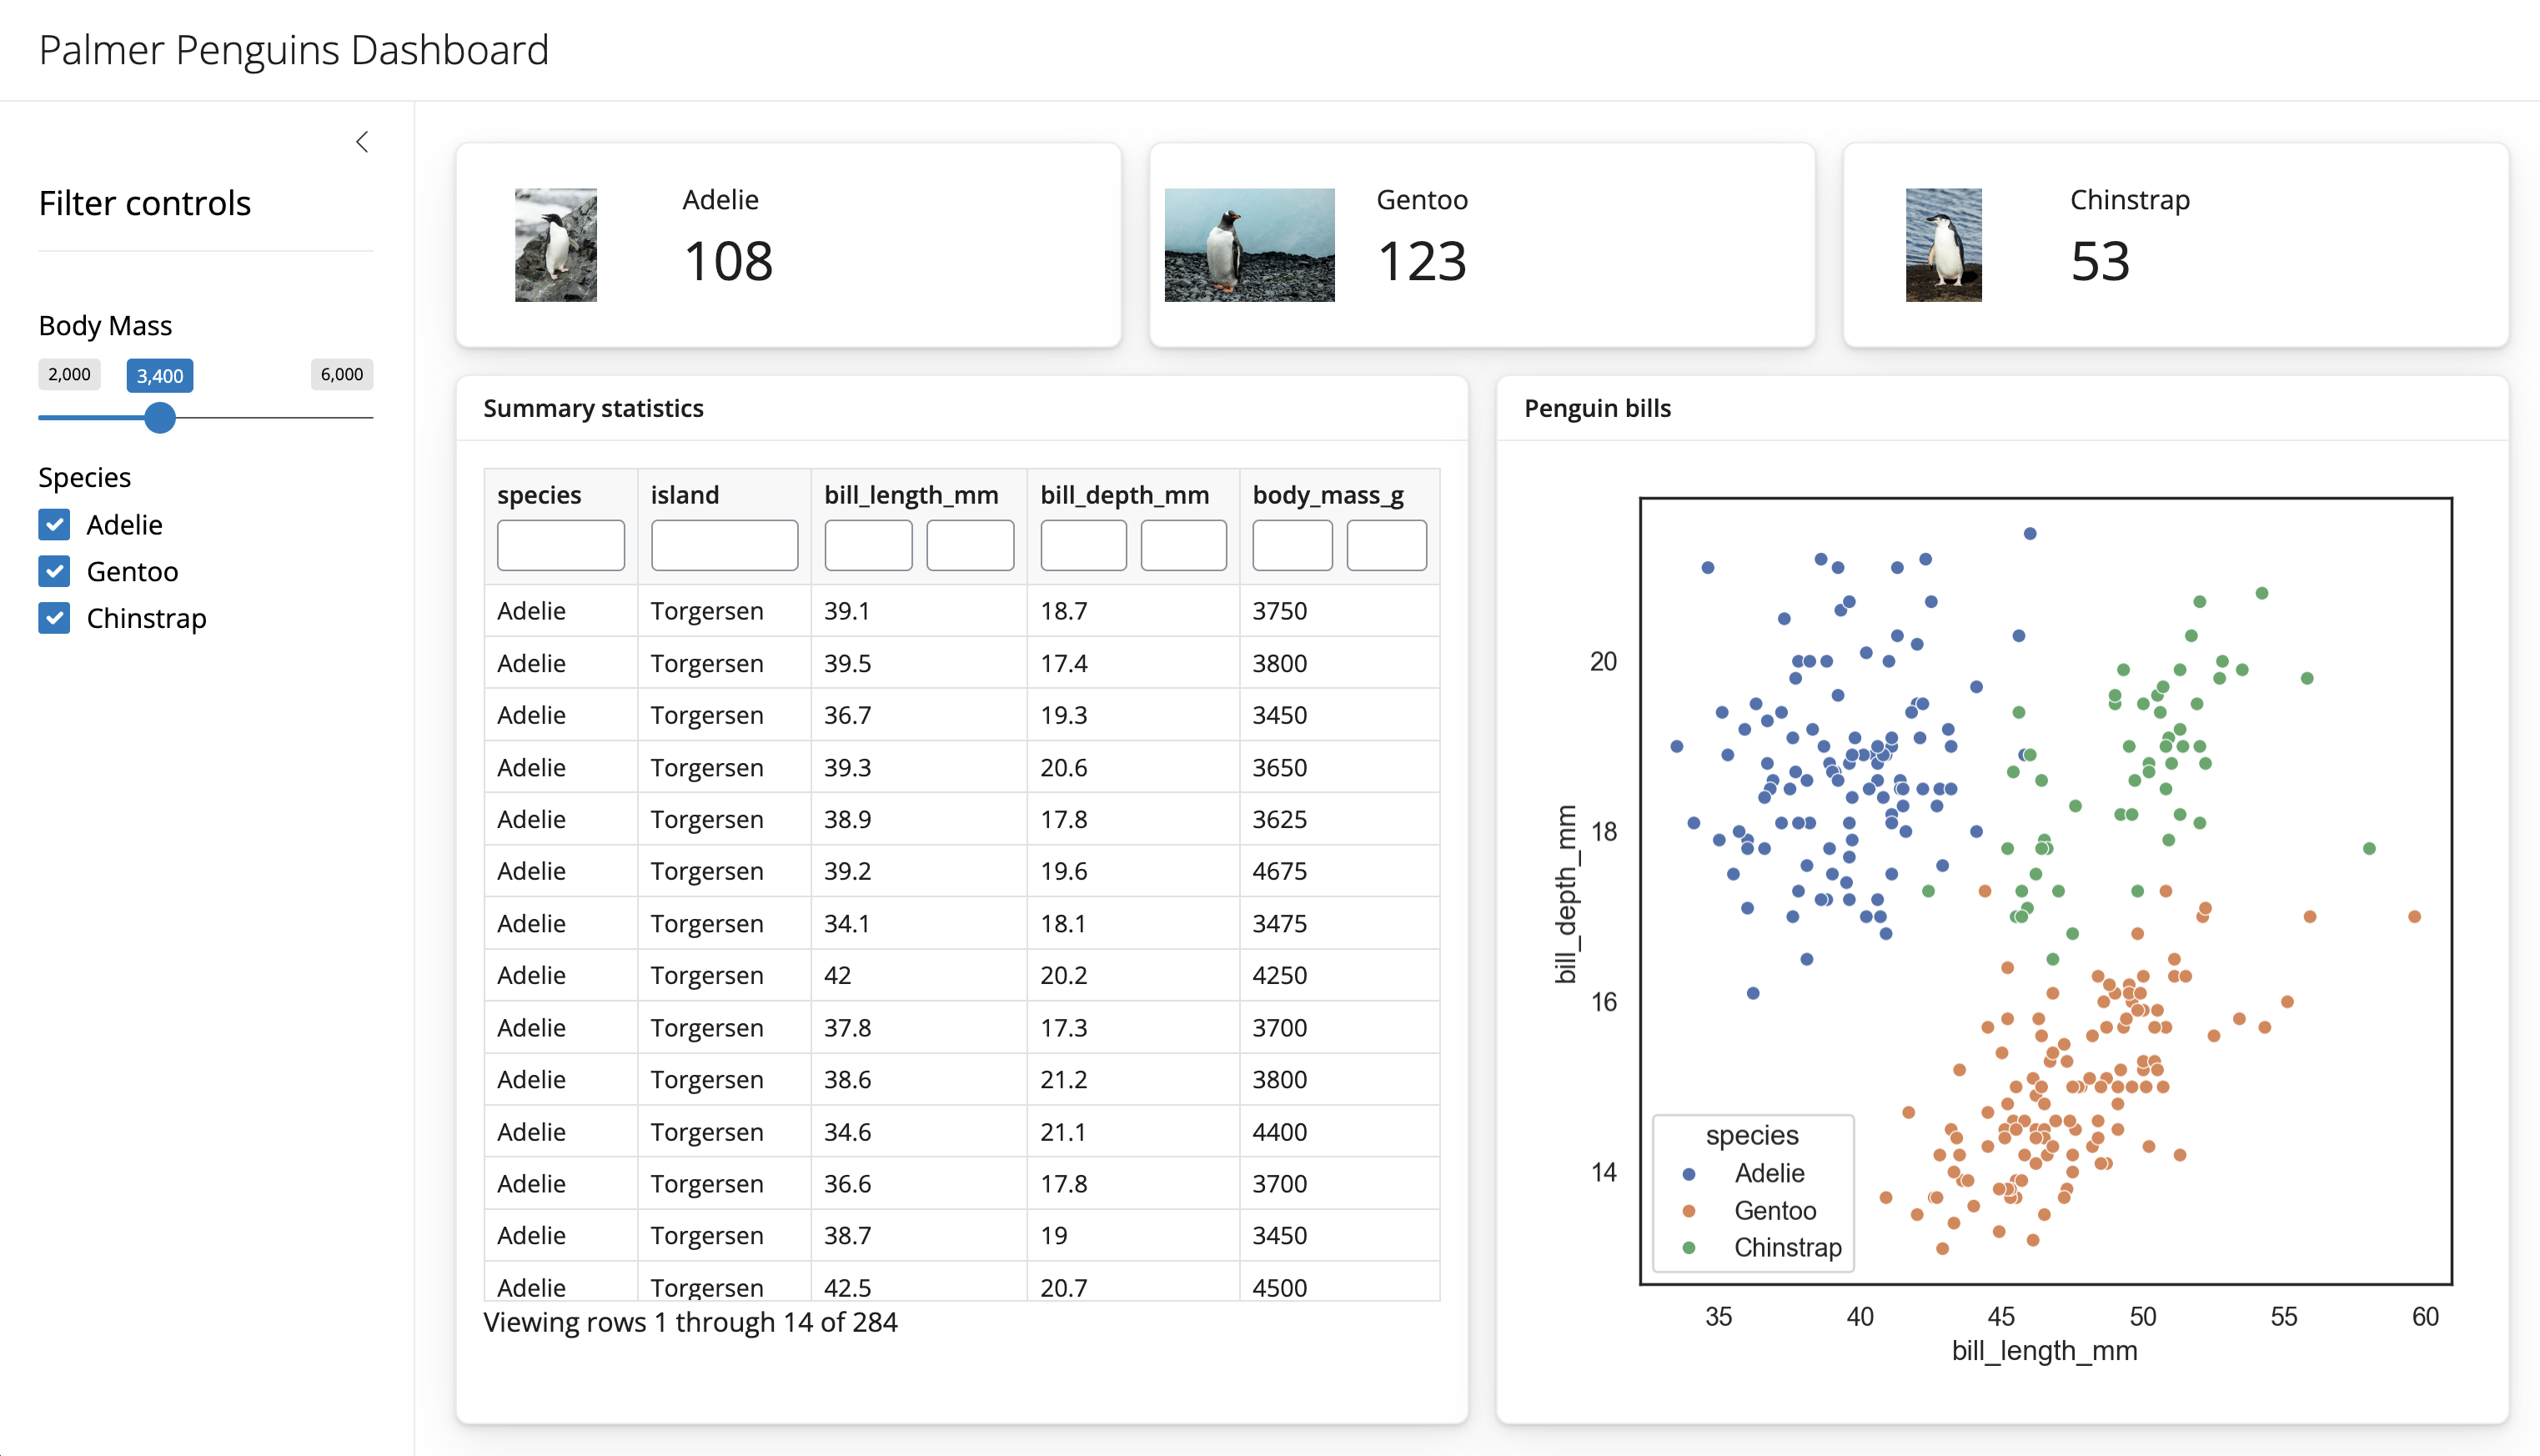 Palmer Penguins Dashboard
Filter controls
Body Mass
2,000 3,400 6,000
Species
Adelie
Gentoo
Chinstrap
Adelie
108
Gentoo
123
Chinstrap
53
Summary statistics
species island bill_length_mm bill_depth_mm body_mass_g
Adelie Torgersen 39.1 18.7 3750
Adelie Torgersen 39.5 17.4 3800
Adelie Torgersen 36.7 19.3 3450
Adelie Torgersen 39.3 20.6 3650
Adelie Torgersen 38.9 17.8 3625
Adelie Torgersen 39.2 19.6 4675
Adelie Torgersen 34.1 18.1 3475
Adelie Torgersen 42 20.2 4250
Adelie Torgersen 37.8 17.3 3700
Adelie Torgersen 38.6 21.2 3800
Adelie Torgersen 34.6 21.1 4400
Adelie Torgersen 36.6 17.8 3700
Adelie Torgersen 38.7 19 3450
Adelie Torgersen 42.5 20.7 4500
Viewing rows 1 through 14 of 284
Penguin bills
bill_depth_mm
20
18
16
14
species
Adelie
Gentoo
Chinstrap
35 40 45 50 55 60
bill_length_mm